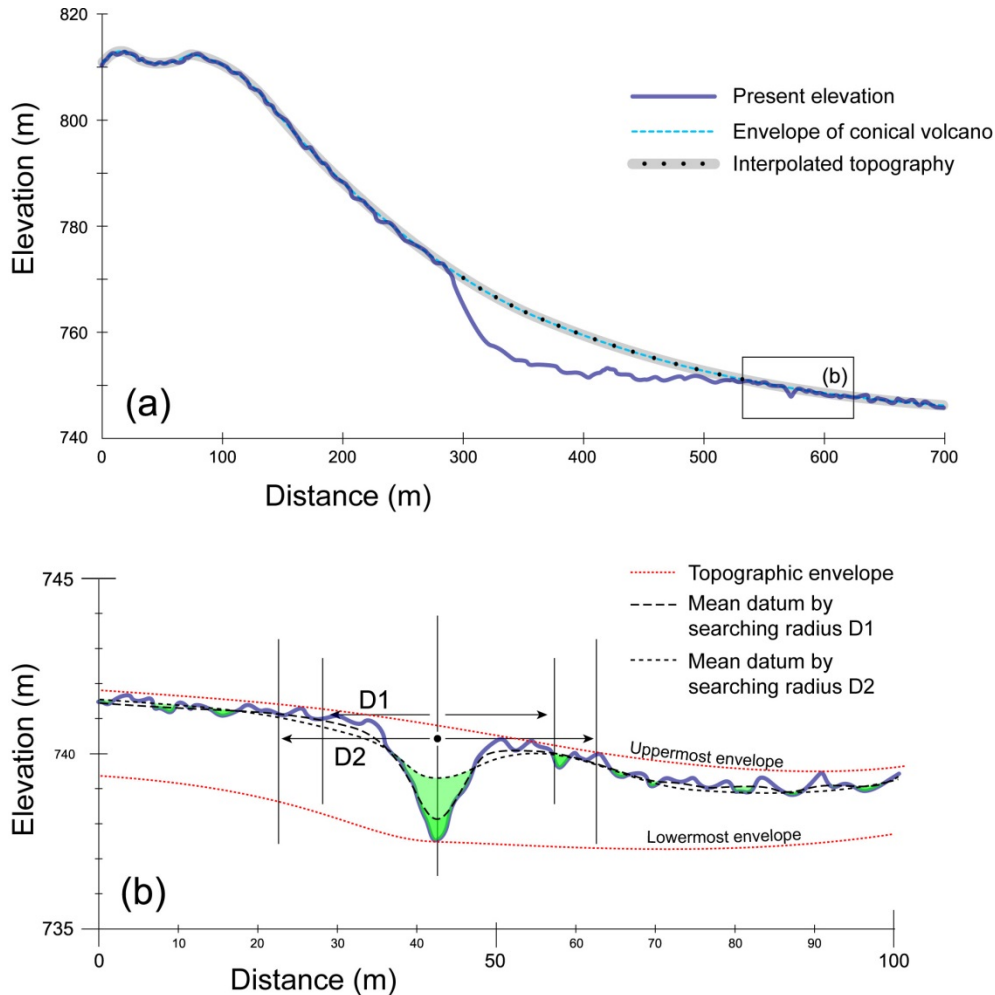 820
800
780
760
740
Elevation (m)
Present elevation
Envelope of conical volcano
Interpolated topography
(b)
(a)
0
100
200
300
400
500
600
700
Distance (m)
745
740
735
Elevation (m)
Topographic envelope
Mean datum by
searching radius D1
Mean datum by
searching radius D2
D1
D2
Uppermost envelope
Lowermost envelope
(b)
0
10
20
30
40
50
60
70
80
90
100
Distance (m)